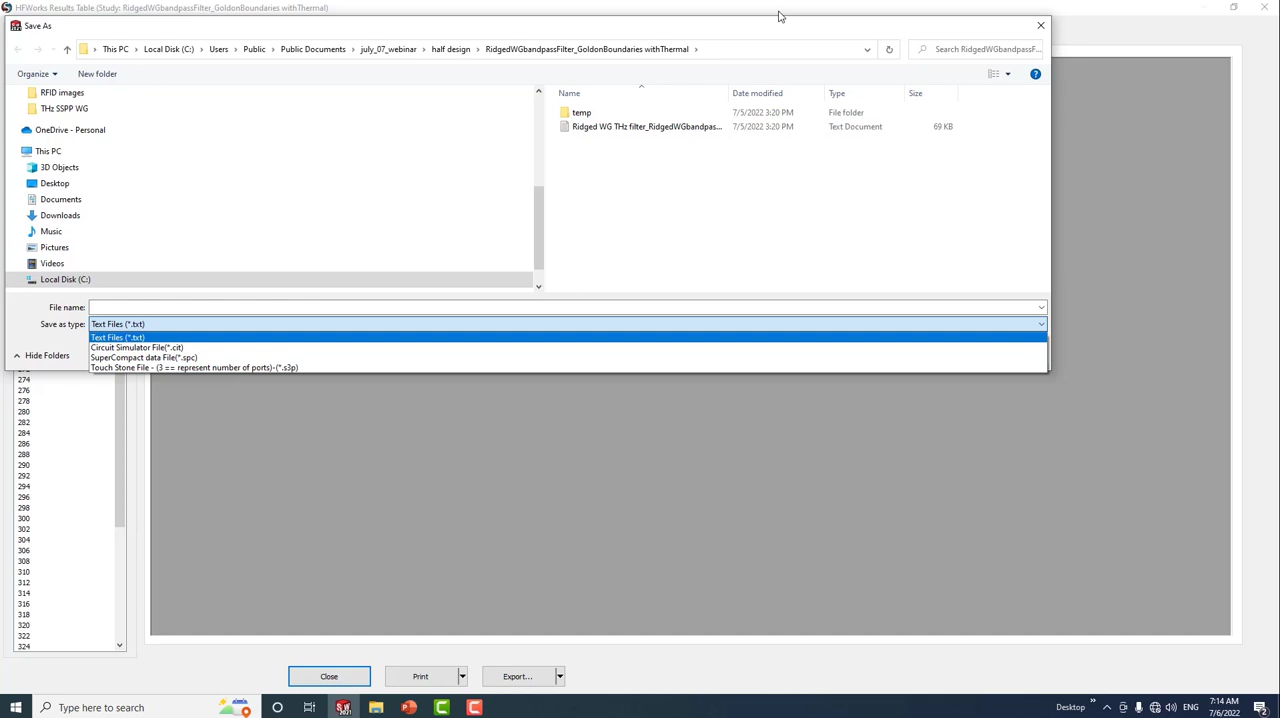 HFWorks Results Table (Study: RidgedWGbandpassFilter_GoldonBoundaries withThermal)
Save As
This PC › Local Disk (C:) › Users › Public › Public Documents › july_07_webinar › half design › RidgedWGbandpassFilter_GoldonBoundaries withThermal ›
Search RidgedWGbandpassF...
Organize
New folder
Name Date modified Type Size
RFID images
THz SSPP WG
OneDrive - Personal
This PC
3D Objects
Desktop
Documents
Downloads
Music
Pictures
Videos
Local Disk (C:)
temp 7/5/2022 3:20 PM File folder
Ridged WG THz filter_RidgedWGbandpas... 7/5/2022 3:20 PM Text Document 69 KB
File name:
Save as type: Text Files (*.txt)
Text Files (*.txt)
Circuit Simulator File(*.cit)
SuperCompact data File(*.spc)
Touch Stone File - (3 == represent number of ports)-(*.s3p)
Hide Folders
274
276
278
280
282
284
286
288
290
292
294
296
298
300
302
304
306
308
310
312
314
316
318
320
322
324
Close
Print
Export...
Type here to search
2021
Desktop
ENG
7:14 AM
7/6/2022
2